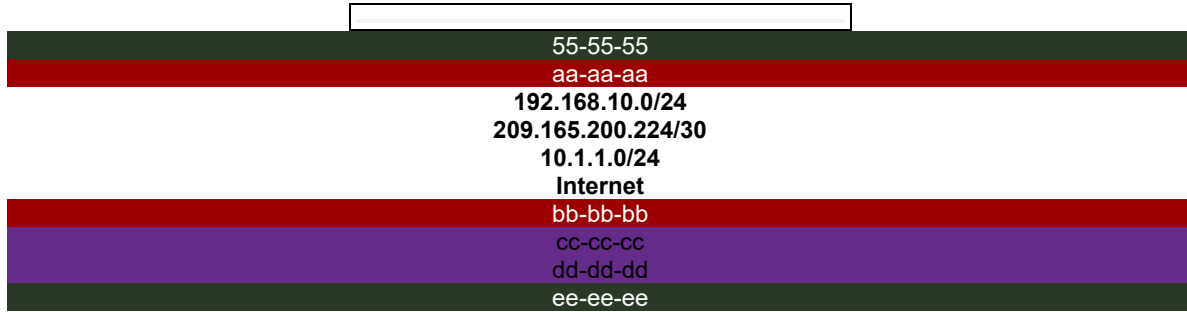 55-55-55
aa-aa-aa
192.168.10.0/24
209.165.200.224/30
10.1.1.0/24
Internet
bb-bb-bb
cc-cc-cc
dd-dd-dd
ee-ee-ee